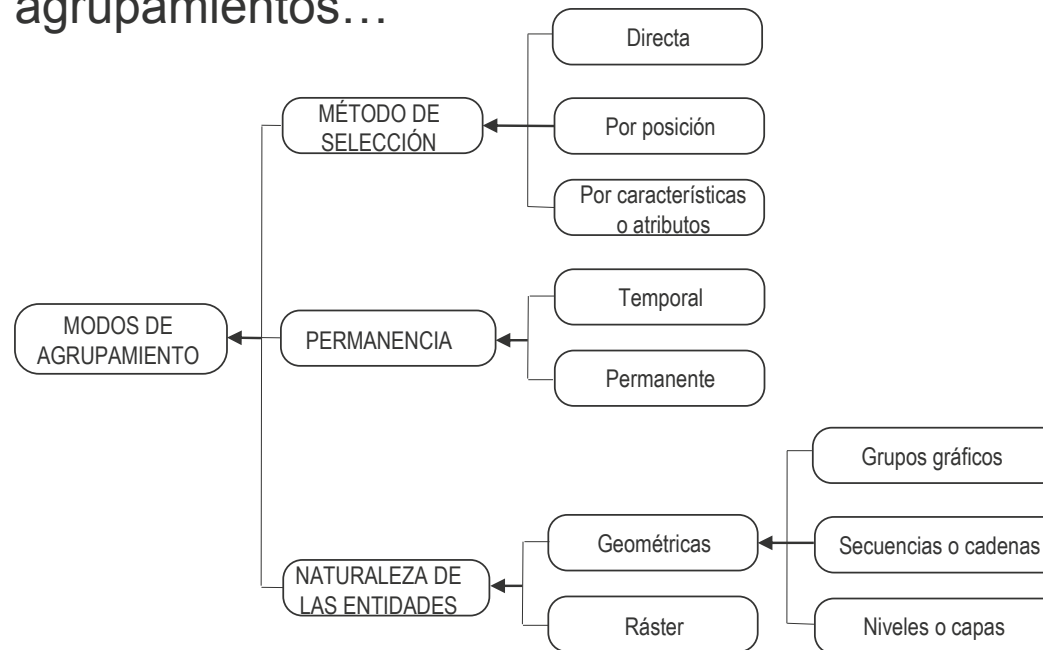 agrupamientos…
Directa
MÉTODO DE
SELECCIÓN
Por posición
Por características
o atributos
MODOS DE
AGRUPAMIENTO
PERMANENCIA
Temporal
Permanente
NATURALEZA DE
LAS ENTIDADES
Geométricas
Ráster
Grupos gráficos
Secuencias o cadenas
Niveles o capas